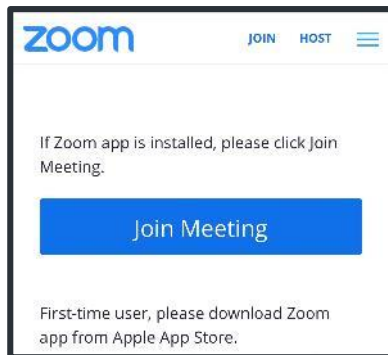 zoom JOIN HOST
If Zoom app is installed, please click Join
Meeting.
Join Meeting
First-time user, please download Zoom
app from Apple App Store.